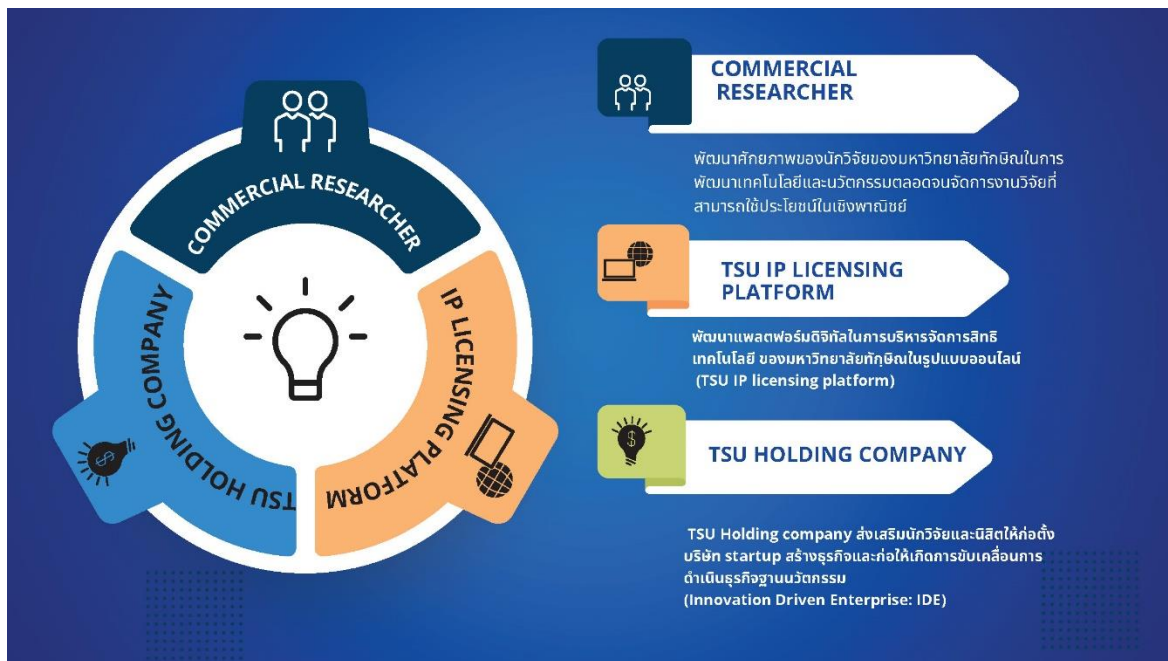 COMMERCIAL RESEARCHER
IP LICENSING PLATFORM
TSU HOLDING COMPANY
COMMERCIAL
RESEARCHER
พัฒนาศักยภาพของนักวิจัยของมหาวิทยาลัยทักษิณในการ
พัฒนาเทคโนโลยีและนวัตกรรมตลอดจนจัดการงานวิจัยที่
สามารถใช้ประโยชน์ในเชิงพาณิชย์
TSU IP LICENSING
PLATFORM
พัฒนาแพลตฟอร์มดิจิทัลในการบริหารจัดการสิทธิ
เทคโนโลยี ของมหาวิทยาลัยทักษิณในรูปแบบออนไลน์
(TSU IP licensing platform)
TSU HOLDING COMPANY
TSU Holding company ส่งเสริมนักวิจัยและนิสิตให้ก่อตั้ง
บริษัท startup สร้างธุรกิจและก่อให้เกิดการขับเคลื่อนการ
ดำเนินธุรกิจฐานนวัตกรรม
(Innovation Driven Enterprise: IDE)